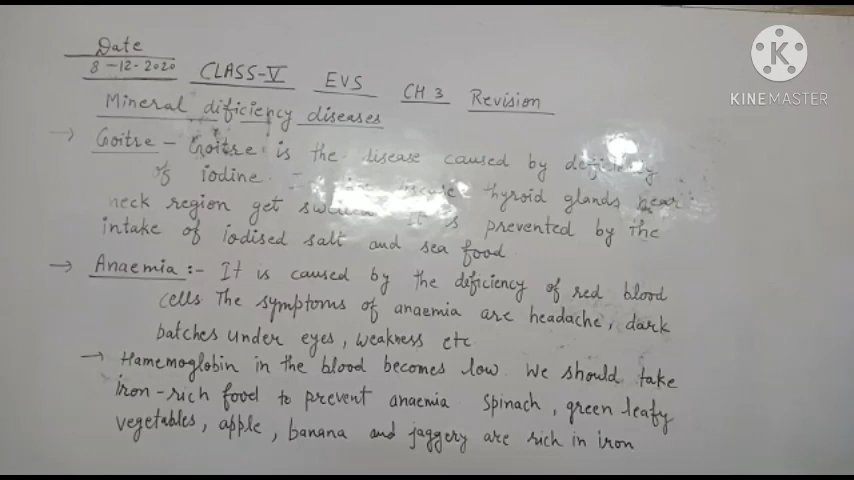 Date
8-12-2020 CLASS-V EVS CH 3 Revision
Mineral dificiency diseases
→ Goitre - Goitre is the disease caused by deficiency
of iodine. disease thyroid glands near
neck region get is prevented by the
intake of iodised salt and sea food.
→ Anaemia :- It is caused by the deficiency of red blood
cells The symptoms of anaemia are headache, dark
patches under eyes, weakness etc
→ Hamemoglobin in the blood becomes low. We should take
iron-rich food to prevent anaemia Spinach, green leafy
vegetables, apple, banana and jaggery are rich in iron
K
KINEMASTER